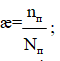 æ = nп / Nп ;